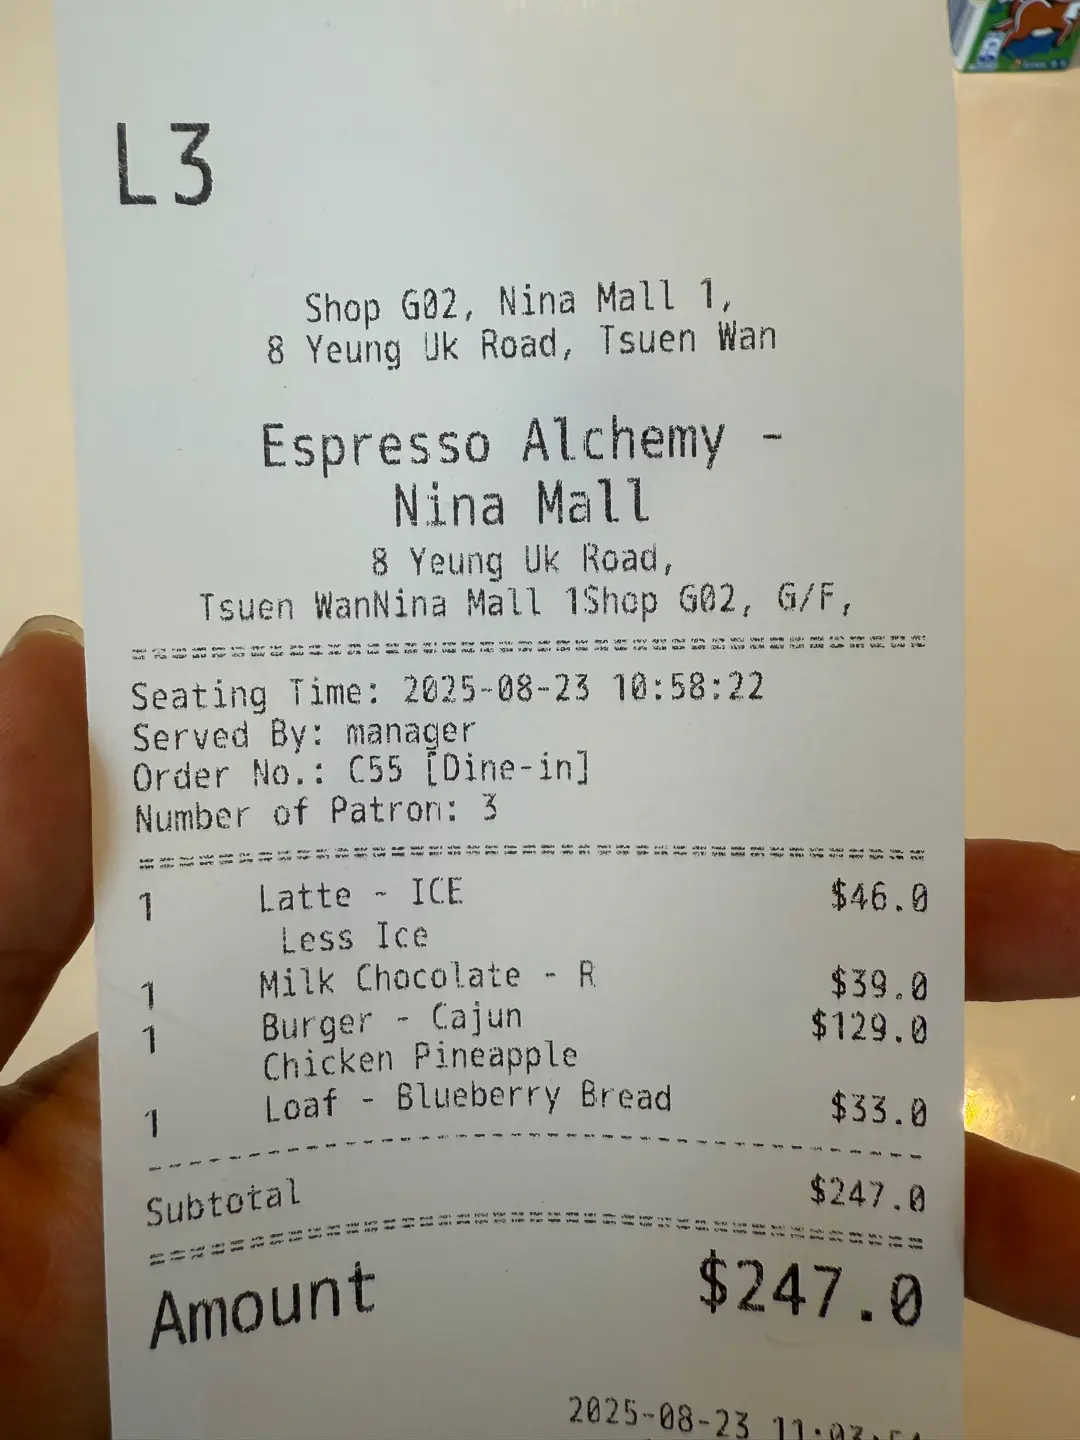 L3
Shop G02, Nina Mall 1,
8 Yeung Uk Road, Tsuen Wan
Espresso Alchemy -
Nina Mall
8 Yeung Uk Road,
Tsuen WanNina Mall 1Shop G02, G/F,
Seating Time: 2025-08-23 10:58:22
Served By: manager
Order No.: C55 [Dine-in]
Number of Patron: 3
1 Latte - ICE $46.0
Less Ice
1 Milk Chocolate - R $39.0
1 Burger - Cajun $129.0
Chicken Pineapple
1 Loaf - Blueberry Bread $33.0
Subtotal $247.0
Amount $247.0
2025-08-23